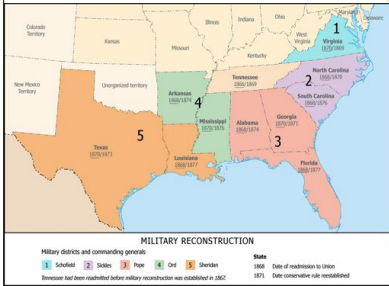 Colorado
Territory
Kansas
Missouri
Illinois
Indiana
Ohio
West
Virginia
Maryland
Delaware
Kentucky
1
Virginia
1870/1869
New Mexico
Territory
Unorganized territory
Tennessee
1866/1869
2
North Carolina
1868/1870
South Carolina
1868/1876
Arkansas
1868/1874
4
Mississippi
1870/1876
Alabama
1868/1874
Georgia
1870/1871
3
Texas
1870/1873
5
Louisiana
1868/1877
Florida
1868/1877
MILITARY RECONSTRUCTION
Military districts and commanding generals
1 Schofield 2 Sickles 3 Pope 4 Ord 5 Sheridan
Tennessee had been readmitted before military reconstruction was established in 1867.
State
1868 Date of readmission to Union
1871 Date conservative rule reestablished